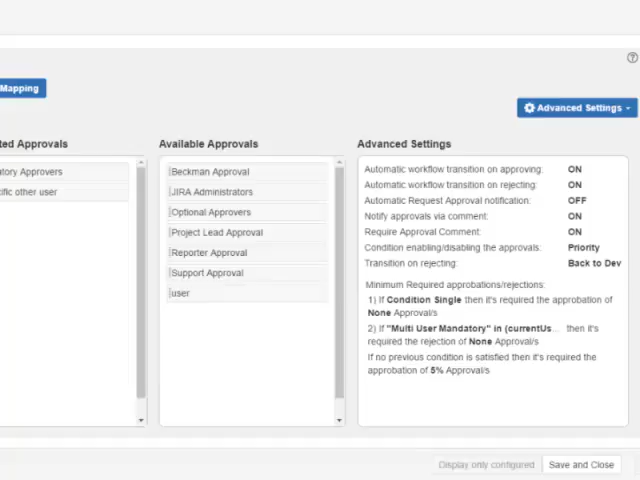 Mapping
Advanced Settings
ted Approvals
atory Approvers
cific other user
Available Approvals
Beckman Approval
JIRA Administrators
Optional Approvers
Project Lead Approval
Reporter Approval
Support Approval
user
Advanced Settings
Automatic workflow transition on approving: ON
Automatic workflow transition on rejecting: ON
Automatic Request Approval notification: OFF
Notify approvals via comment: ON
Require Approval Comment: ON
Condition enabling/disabling the approvals: Priority
Transition on rejecting: Back to Dev
Minimum Required approbations/rejections:
1) If Condition Single then it's required the approbation of
None Approval/s
2) If "Multi User Mandatory" in (currentUs... then it's
required the rejection of None Approval/s
If no previous condition is satisfied then it's required the
approbation of 5% Approval/s
Display only configured
Save and Close